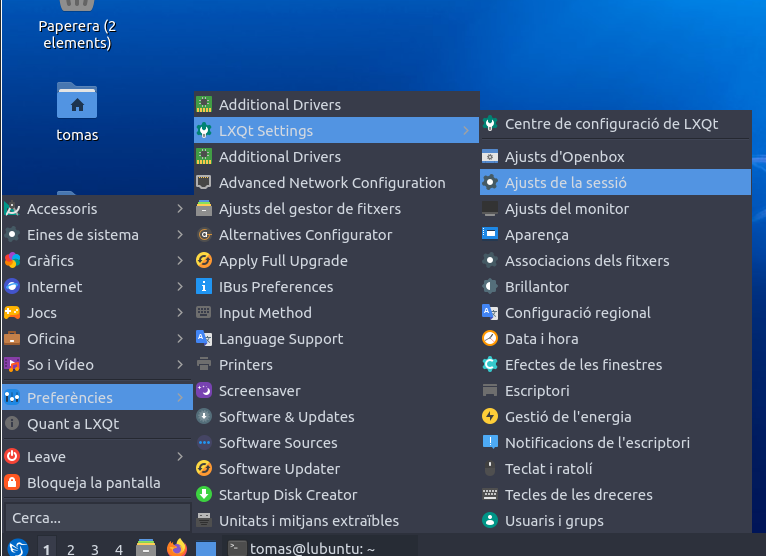 Paperera (2
elements)
tomas
Accessoris
Eines de sistema
Gràfics
Internet
Jocs
Oficina
So i Vídeo
Preferències
Quant a LXQt
Leave
Bloqueja la pantalla
Cerca...
Additional Drivers
LXQt Settings
Additional Drivers
Advanced Network Configuration
Ajusts del gestor de fitxers
Alternatives Configurator
Apply Full Upgrade
IBus Preferences
Input Method
Language Support
Printers
Screensaver
Software & Updates
Software Sources
Software Updater
Startup Disk Creator
Unitats i mitjans extraïbles
Centre de configuració de LXQt
Ajusts d'Openbox
Ajusts de la sessió
Ajusts del monitor
Aparença
Associacions dels fitxers
Brillantor
Configuració regional
Data i hora
Efectes de les finestres
Escriptori
Gestió de l'energia
Notificacions de l'escriptori
Teclat i ratolí
Tecles de les dreceres
Usuaris i grups
1 2 3 4 tomas@lubuntu: ~